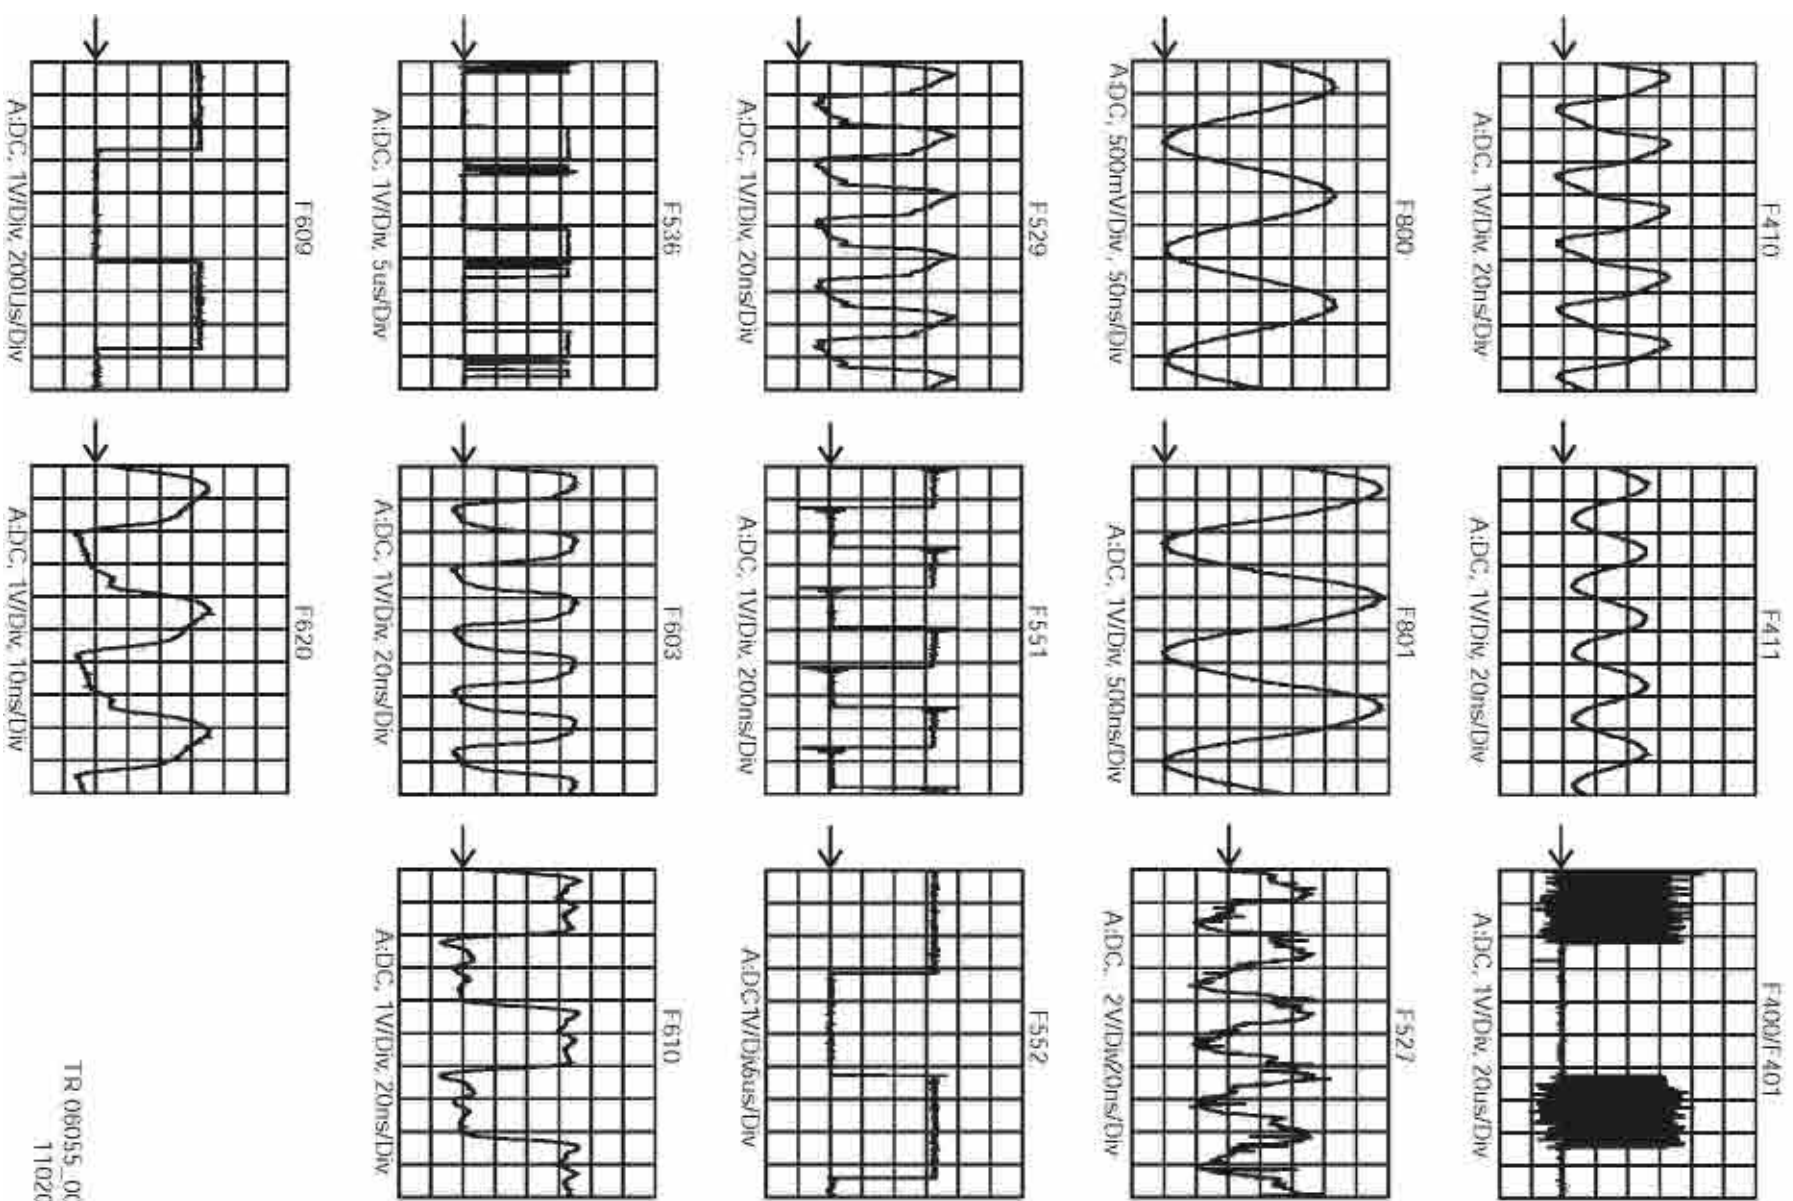 F410
A:DC, 1V/Div, 20ns/Div
F411
A:DC, 1V/Div, 20ns/Div
F400/F401
A:DC, 1V/Div, 20us/Div
F800
A:DC, 500mV/Div , 50ns/Div
F801
A:DC, 1V/Div, 500ns/Div
F527
A:DC, 2V/Div20ns/Div
F529
A:DC, 1V/Div, 20ns/Div
F551
A:DC, 1V/Div, 200ns/Div
F552
A:DC1V/Div5us/Div
F536
A:DC, 1V/Div, 5us/Div
F603
A:DC, 1V/Div, 20ns/Div
F610
A:DC, 1V/Div, 20ns/Div
F609
A:DC, 1V/Div, 200Us/Div
F620
A:DC, 1V/Div, 10ns/Div
TR 06055_00
11020